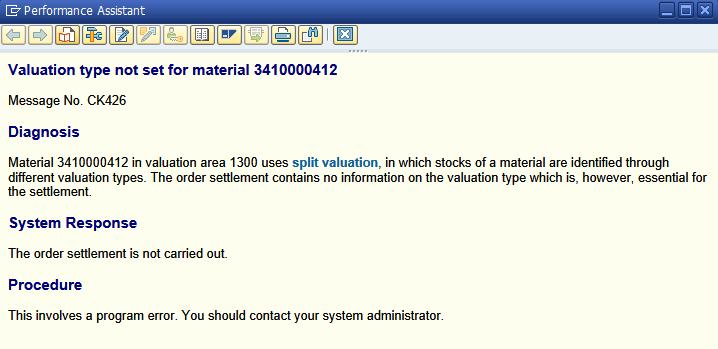 Performance Assistant
Valuation type not set for material 3410000412
Message No. CK426
Diagnosis
Material 3410000412 in valuation area 1300 uses split valuation, in which stocks of a material are identified through
different valuation types. The order settlement contains no information on the valuation type which is, however, essential for
the settlement.
System Response
The order settlement is not carried out.
Procedure
This involves a program error. You should contact your system administrator.